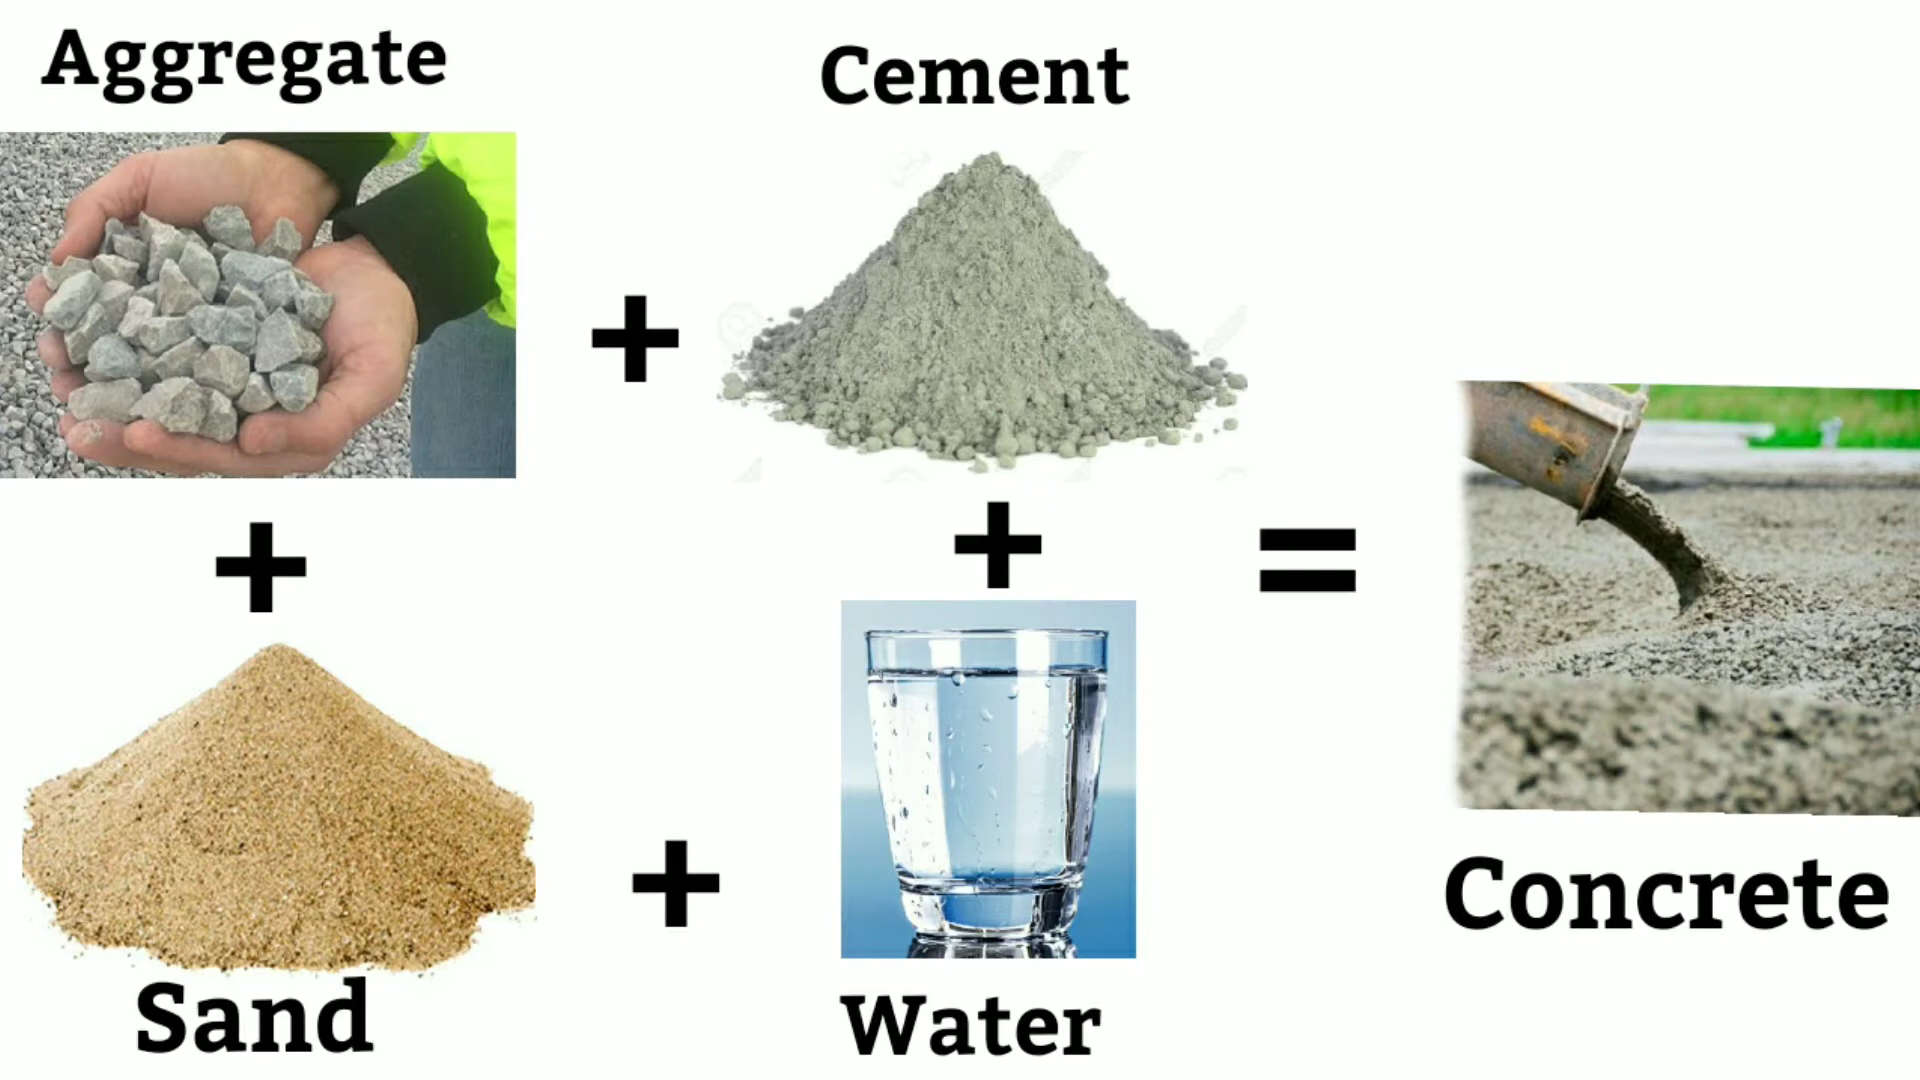 Aggregate
Cement
+
+
+
=
+
Sand
Water
Concrete